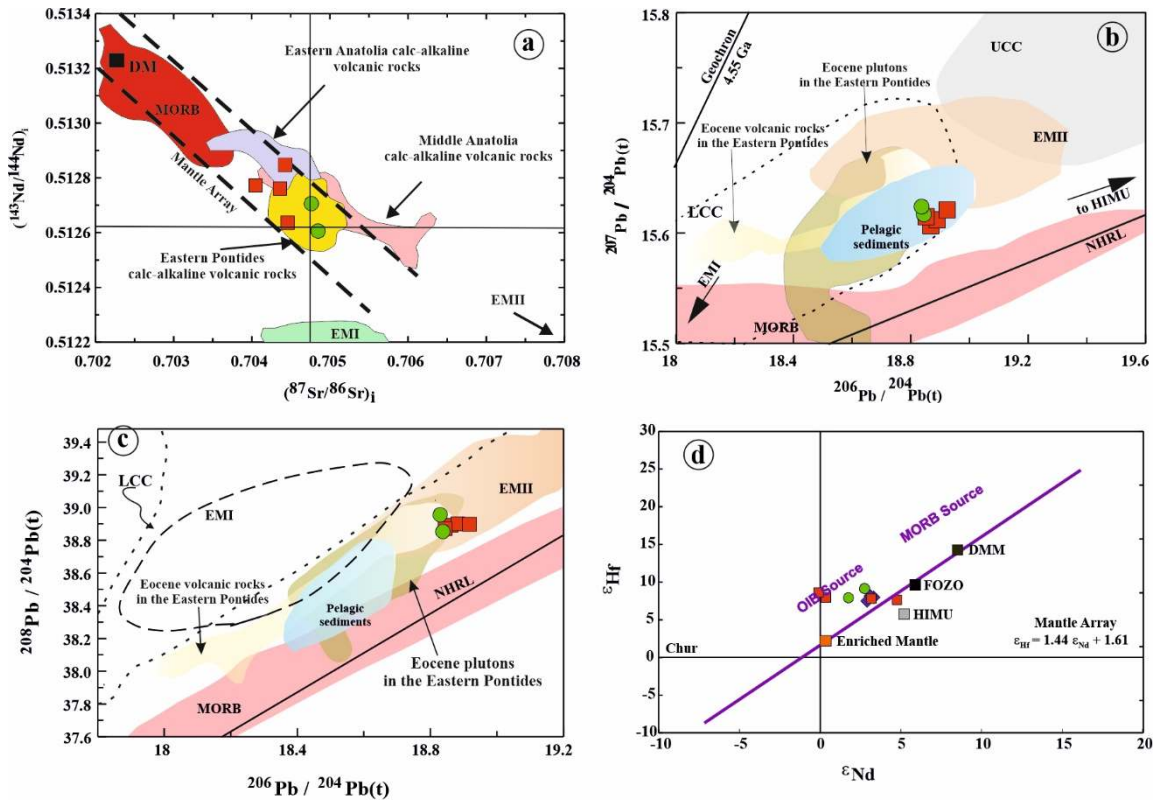 a
Eastern Anatolia calc-alkaline
volcanic rocks
DM
MORB
Mantle Array
Middle Anatolia
calc-alkaline volcanic rocks
Eastern Pontides
calc-alkaline volcanic rocks
EMII
EMI
0.5134
0.5132
0.5130
0.5128
0.5126
0.5124
0.5122
(¹⁴³Nd/¹⁴⁴Nd)i
0.702
0.703
0.704
0.705
0.706
0.707
0.708
(⁸⁷Sr/⁸⁶Sr)i
b
Geochron
4.55 Ga
UCC
Eocene plutons
in the Eastern Pontides
Eocene volcanic rocks
in the Eastern Pontides
EMII
LCC
Pelagic
sediments
to HIMU
NHRL
EMI
MORB
15.8
15.7
15.6
15.5
²⁰⁷Pb / ²⁰⁴Pb(t)
18
18.4
18.8
19.2
19.6
²⁰⁶Pb / ²⁰⁴Pb(t)
c
LCC
EMI
EMII
Eocene volcanic rocks
in the Eastern Pontides
Pelagic
sediments
NHRL
Eocene plutons
in the Eastern Pontides
MORB
39.4
39.2
39.0
38.8
38.6
38.4
38.2
38.0
37.8
37.6
²⁰⁸Pb / ²⁰⁴Pb(t)
18
18.4
18.8
19.2
²⁰⁶Pb / ²⁰⁴Pb(t)
d
MORB Source
OIB Source
DMM
FOZO
HIMU
Enriched Mantle
Mantle Array
εHf = 1.44 εNd + 1.61
Chur
30
25
20
15
10
5
0
-5
-10
εHf
-10
-5
0
5
10
15
20
εNd